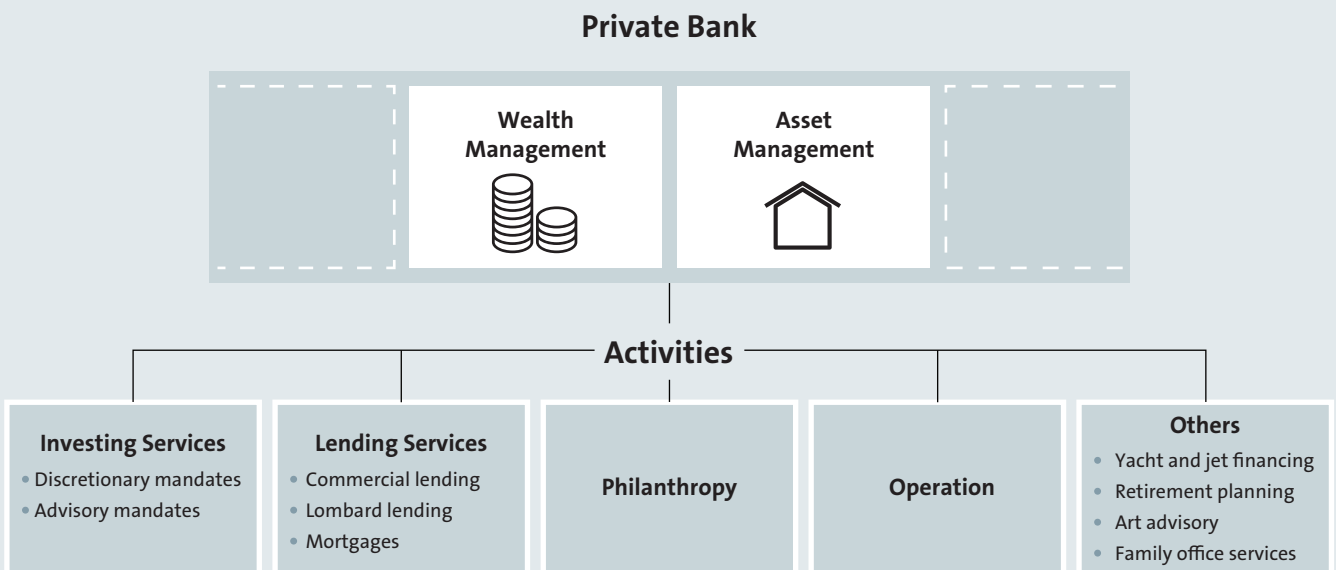 Private Bank
Wealth
Management
Asset
Management
Activities
Investing Services
• Discretionary mandates
• Advisory mandates
Lending Services
• Commercial lending
• Lombard lending
• Mortgages
Philanthropy
Operation
Others
• Yacht and jet financing
• Retirement planning
• Art advisory
• Family office services